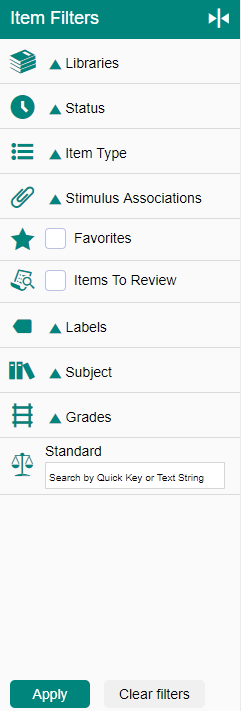 Item Filters
Libraries
Status
Item Type
Stimulus Associations
Favorites
Items To Review
Labels
Subject
Grades
Standard
Search by Quick Key or Text String
Apply
Clear filters